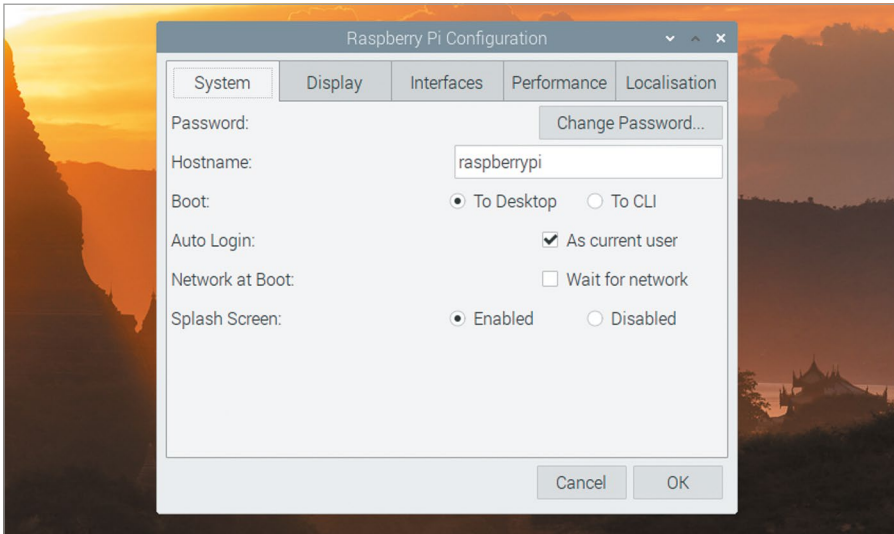 Raspberry Pi Configuration
System Display Interfaces Performance Localisation
Password: Change Password...
Hostname: raspberrypi
Boot: To Desktop To CLI
Auto Login: As current user
Network at Boot: Wait for network
Splash Screen: Enabled Disabled
Cancel OK